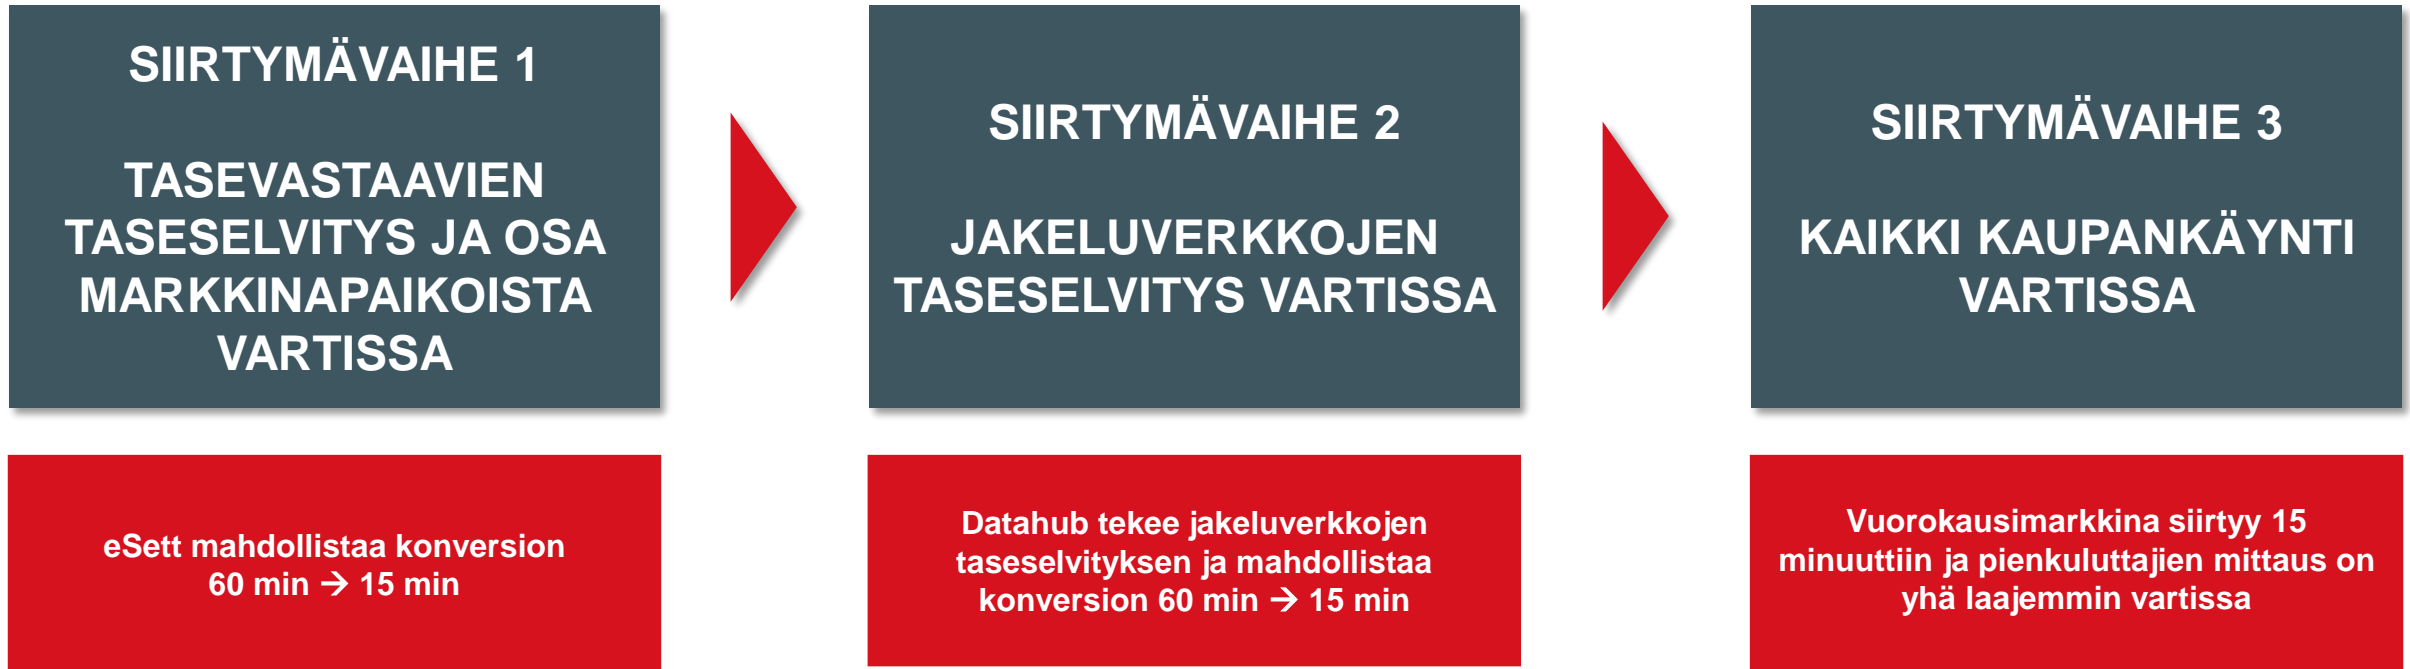 SIIRTYMÄVAIHE 1
TASEVASTAAVIEN
TASESELVITYS JA OSA
MARKKINAPAIKOISTA
VARTISSA
eSett mahdollistaa konversion
60 min → 15 min
SIIRTYMÄVAIHE 2
JAKELUVERKKOJEN
TASESELVITYS VARTISSA
Datahub tekee jakeluverkkojen
taseselvityksen ja mahdollistaa
konversion 60 min → 15 min
SIIRTYMÄVAIHE 3
KAIKKI KAUPANKÄYNTI
VARTISSA
Vuorokausimarkkina siirtyy 15
minuuttiin ja pienkuluttajien mittaus on
yhä laajemmin vartissa